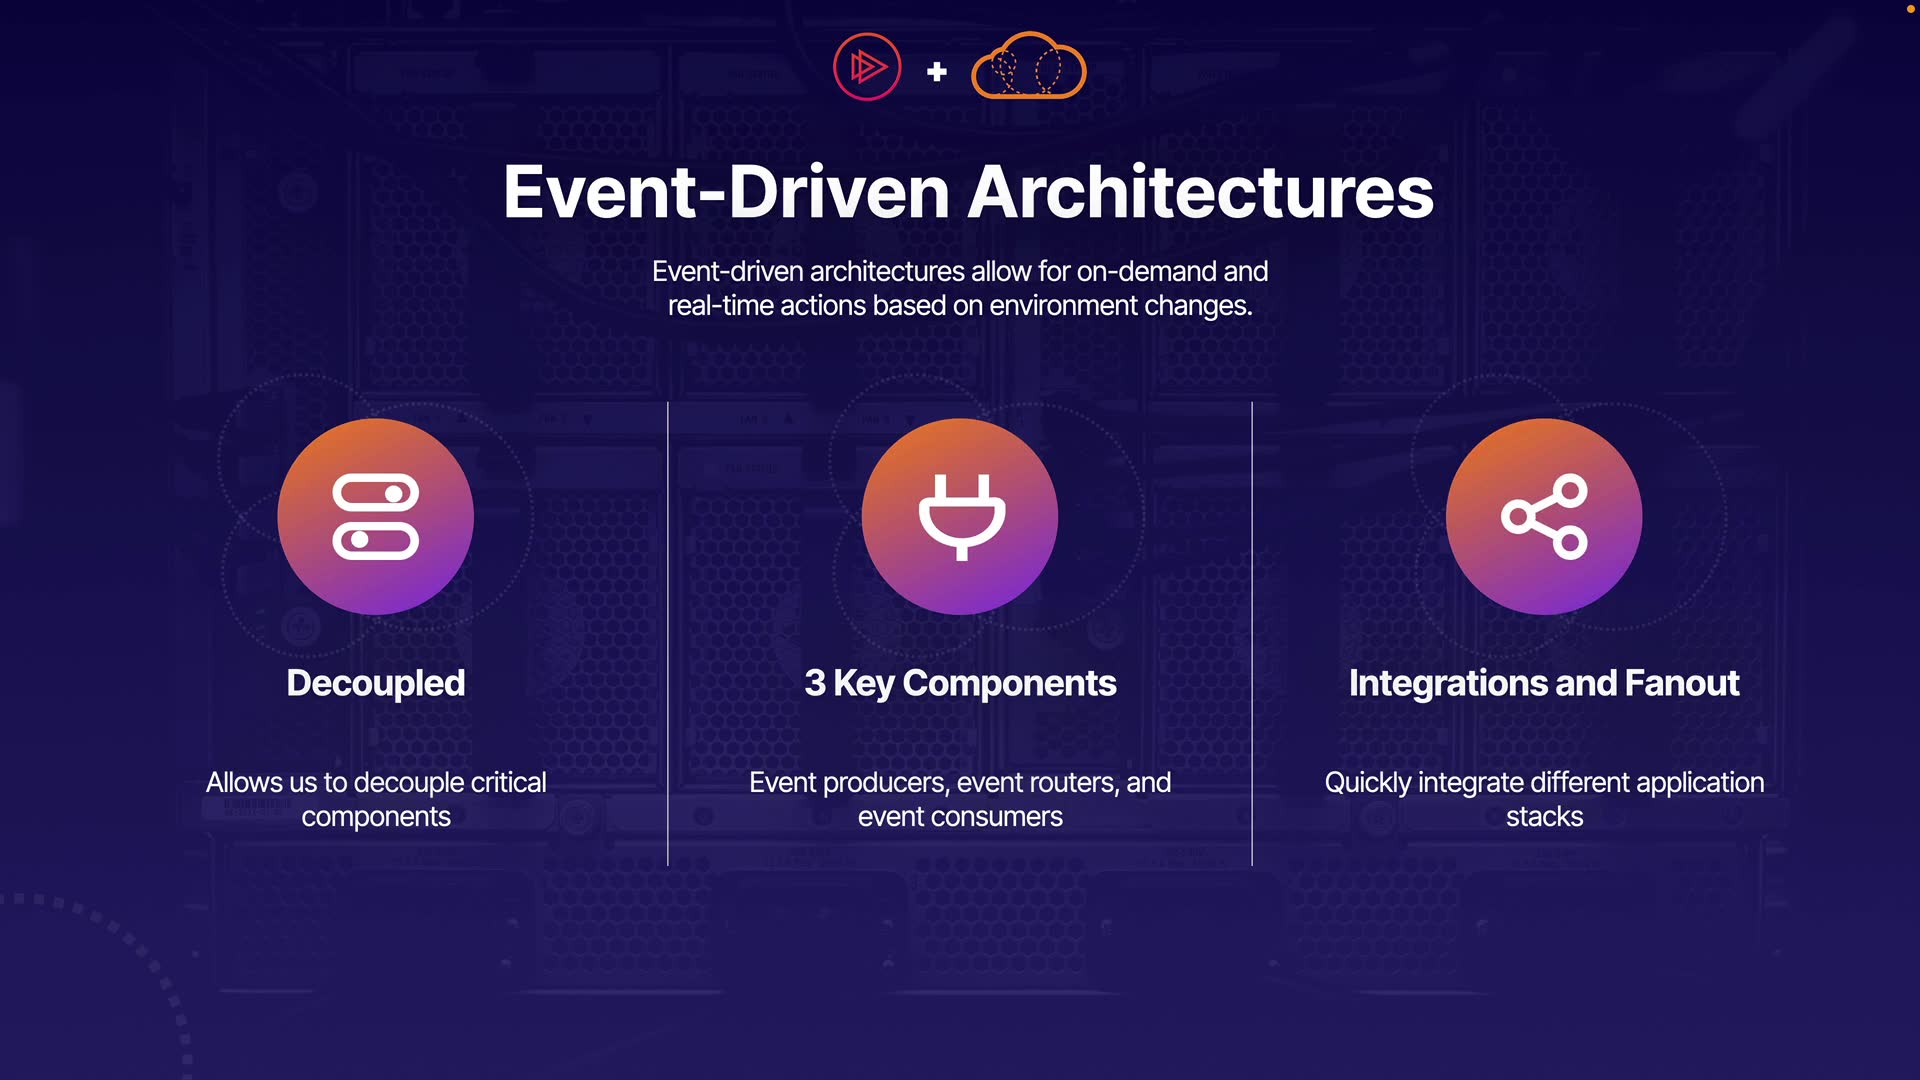 Event-Driven Architectures
Event-driven architectures allow for on-demand and
real-time actions based on environment changes.
Decoupled
Allows us to decouple critical
components
3 Key Components
Event producers, event routers, and
event consumers
Integrations and Fanout
Quickly integrate different application
stacks